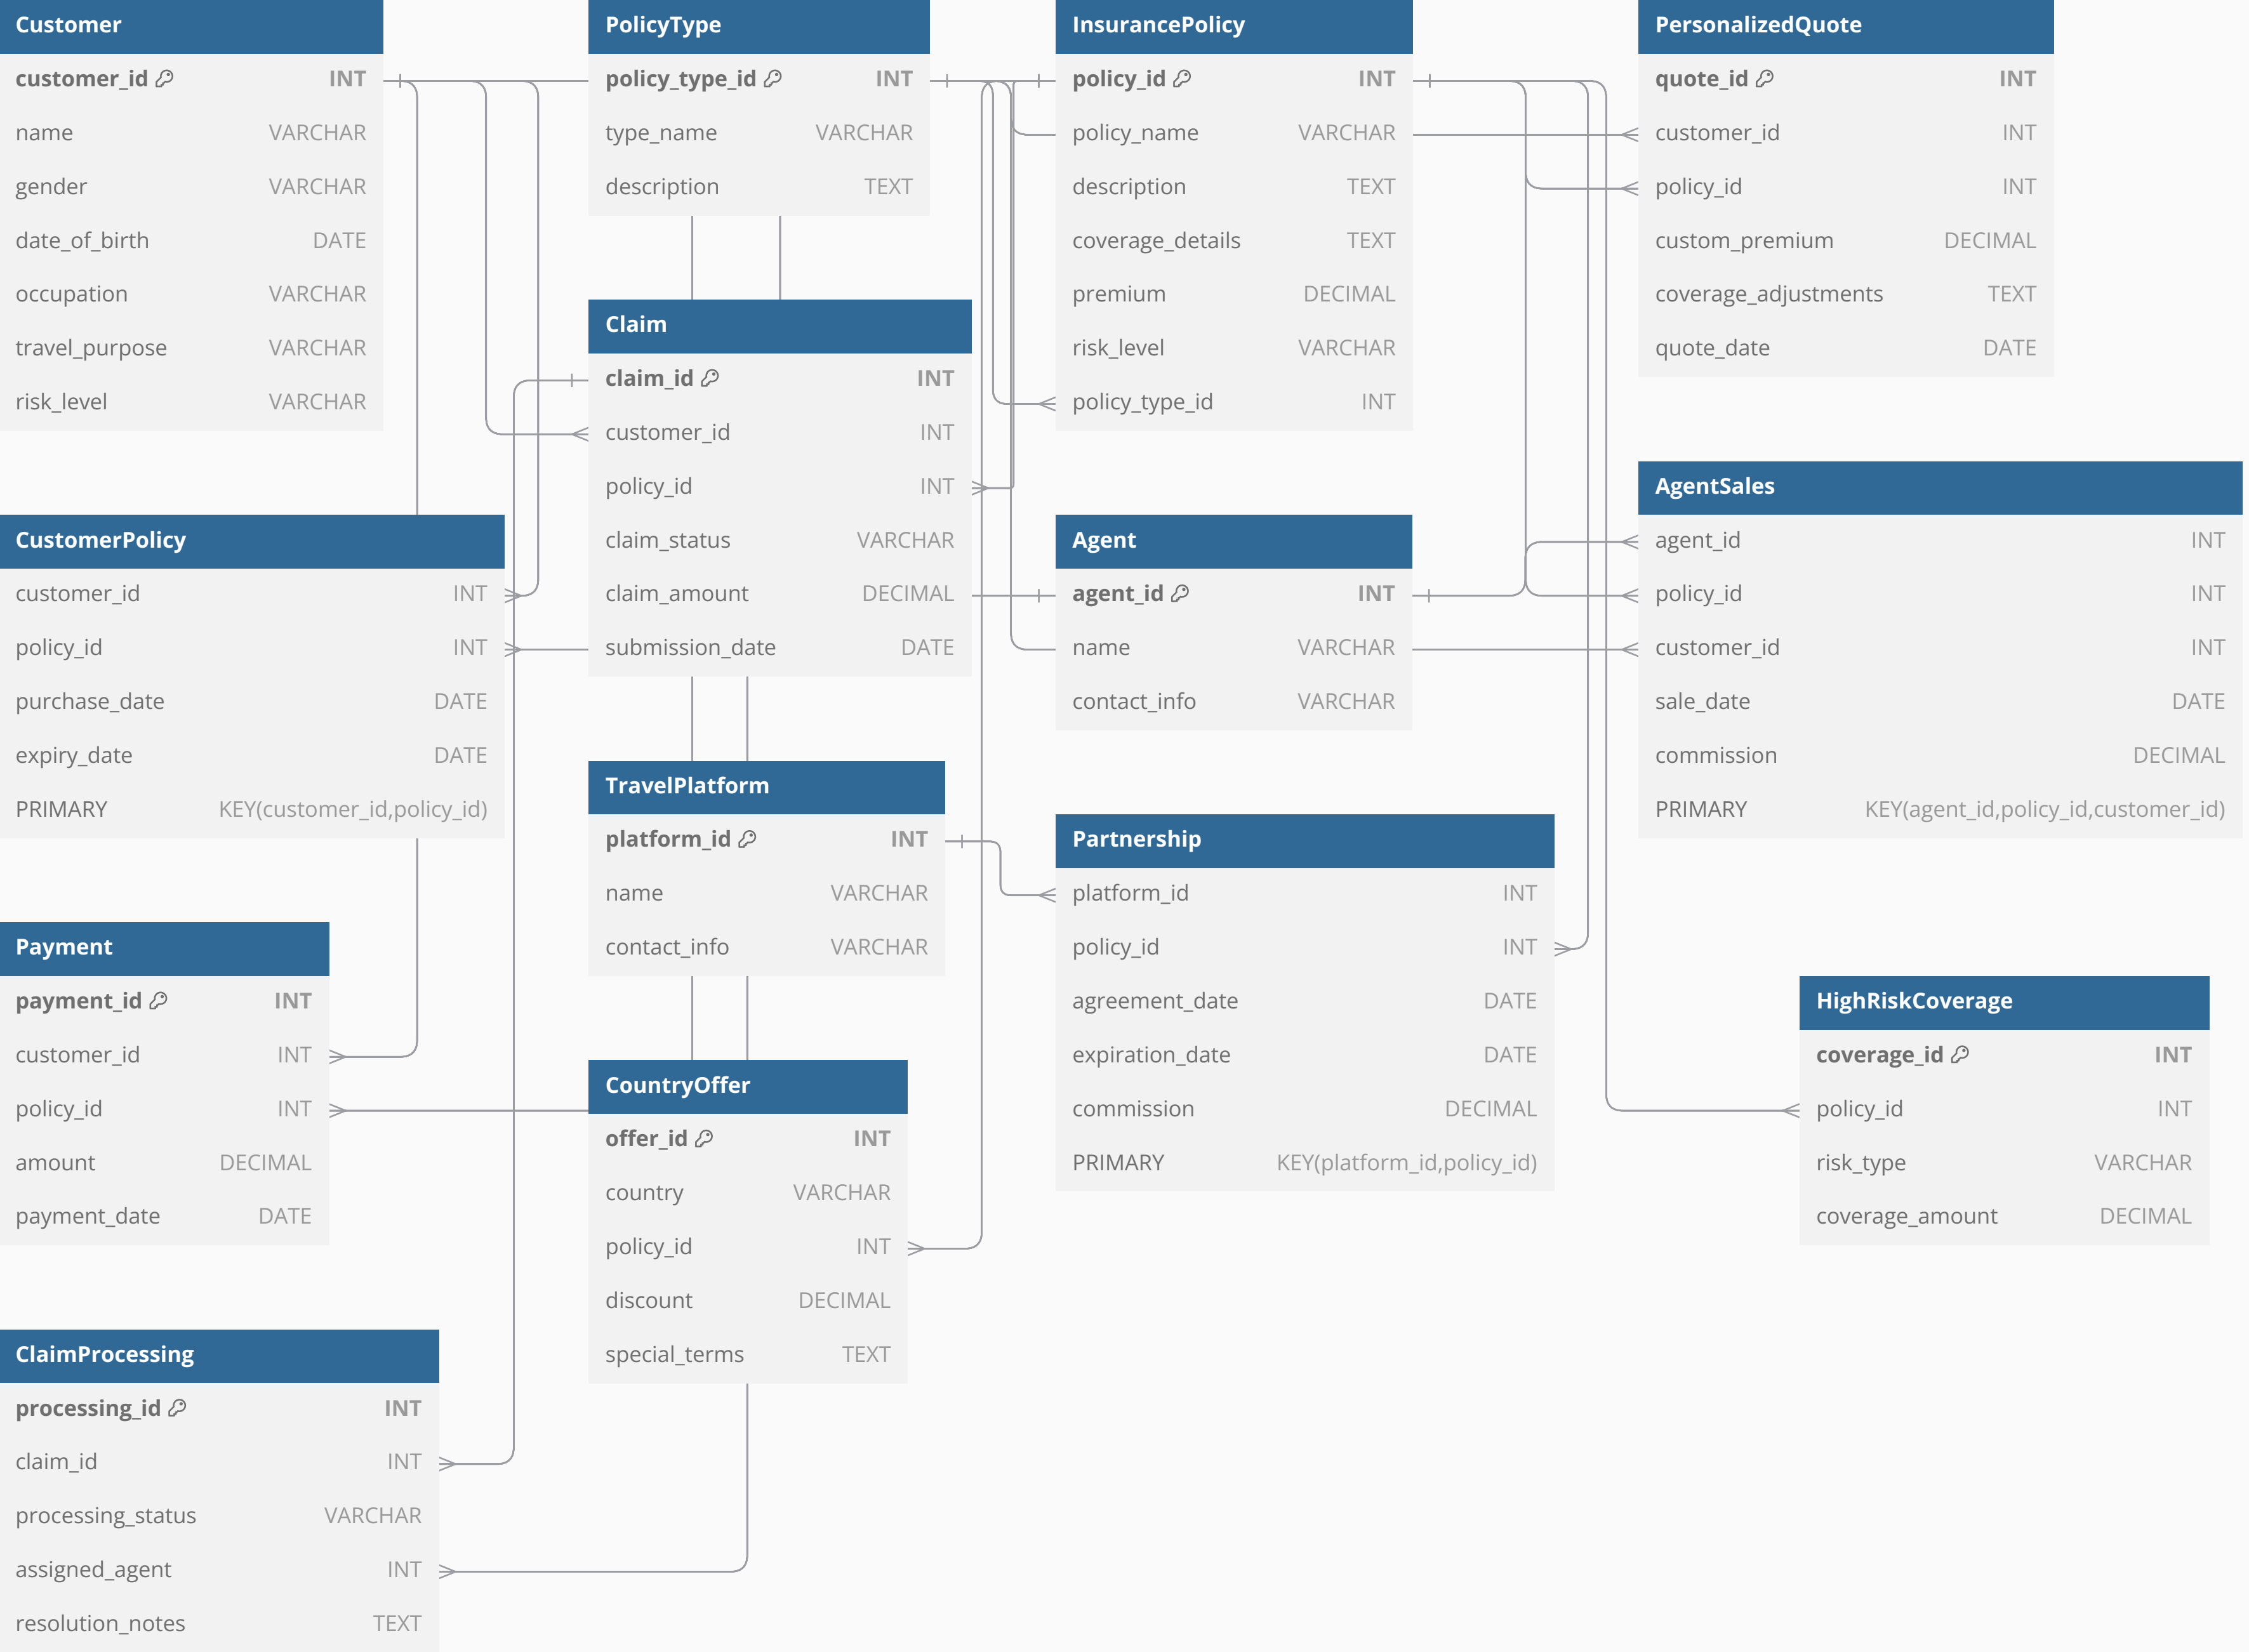 Customer
customer_id INT
name VARCHAR
gender VARCHAR
date_of_birth DATE
occupation VARCHAR
travel_purpose VARCHAR
risk_level VARCHAR
PolicyType
policy_type_id INT
type_name VARCHAR
description TEXT
InsurancePolicy
policy_id INT
policy_name VARCHAR
description TEXT
coverage_details TEXT
premium DECIMAL
risk_level VARCHAR
policy_type_id INT
PersonalizedQuote
quote_id INT
customer_id INT
policy_id INT
custom_premium DECIMAL
coverage_adjustments TEXT
quote_date DATE
Claim
claim_id INT
customer_id INT
policy_id INT
claim_status VARCHAR
claim_amount DECIMAL
submission_date DATE
CustomerPolicy
customer_id INT
policy_id INT
purchase_date DATE
expiry_date DATE
PRIMARY KEY(customer_id,policy_id)
Agent
agent_id INT
name VARCHAR
contact_info VARCHAR
AgentSales
agent_id INT
policy_id INT
customer_id INT
sale_date DATE
commission DECIMAL
PRIMARY KEY(agent_id,policy_id,customer_id)
TravelPlatform
platform_id INT
name VARCHAR
contact_info VARCHAR
Partnership
platform_id INT
policy_id INT
agreement_date DATE
expiration_date DATE
commission DECIMAL
PRIMARY KEY(platform_id,policy_id)
Payment
payment_id INT
customer_id INT
policy_id INT
amount DECIMAL
payment_date DATE
CountryOffer
offer_id INT
country VARCHAR
policy_id INT
discount DECIMAL
special_terms TEXT
HighRiskCoverage
coverage_id INT
policy_id INT
risk_type VARCHAR
coverage_amount DECIMAL
ClaimProcessing
processing_id INT
claim_id INT
processing_status VARCHAR
assigned_agent INT
resolution_notes TEXT